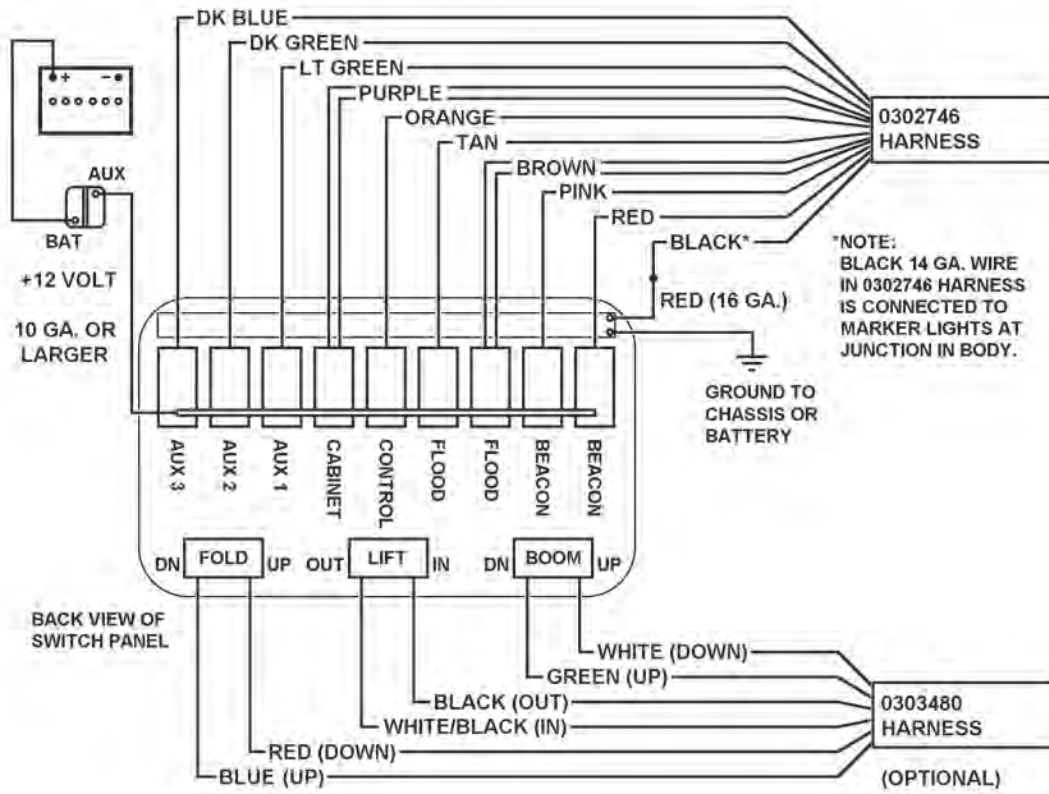 DK BLUE
DK GREEN
LT GREEN
PURPLE
ORANGE
TAN
BROWN
PINK
RED
BLACK*
RED (16 GA.)
0302746
HARNESS
*NOTE:
BLACK 14 GA. WIRE
IN 0302746 HARNESS
IS CONNECTED TO
MARKER LIGHTS AT
JUNCTION IN BODY.
+ -
AUX
BAT
+12 VOLT
10 GA. OR
LARGER
GROUND TO
CHASSIS OR
BATTERY
AUX 3
AUX 2
AUX 1
CABINET
CONTROL
FLOOD
FLOOD
BEACON
BEACON
DN FOLD UP
OUT LIFT IN
DN BOOM UP
BACK VIEW OF
SWITCH PANEL
WHITE (DOWN)
GREEN (UP)
BLACK (OUT)
WHITE/BLACK (IN)
RED (DOWN)
BLUE (UP)
0303480
HARNESS
(OPTIONAL)